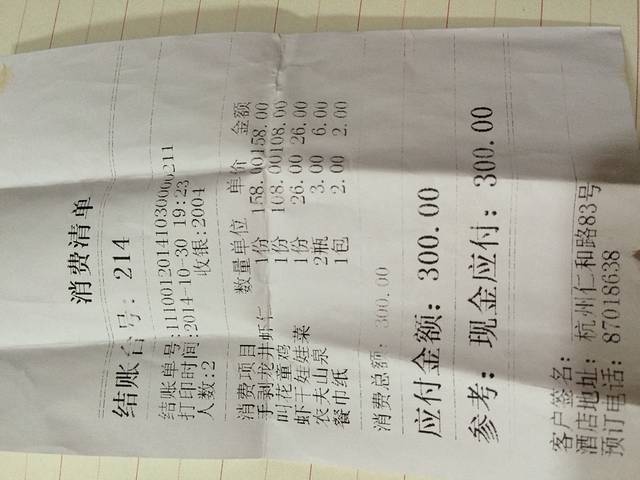 消费清单
结账台号: 214
结账单号:11100120141030000211
打印时间:2014-10-30 19:23
人数:2 收银:2004
消费项目 数量单位 单价 金额
手剥龙井虾仁 1份 158.00158.00
叫花童鸡 1份 108.00108.00
虾干娃娃菜 1份 26.00 26.00
农夫山泉 2瓶 3.00 6.00
餐巾纸 1包 2.00 2.00
消费总额: 300.00
应付金额: 300.00
参考: 现金应付: 300.00
客户签名:
酒店地址: 杭州仁和路83号
预订电话: 87018638